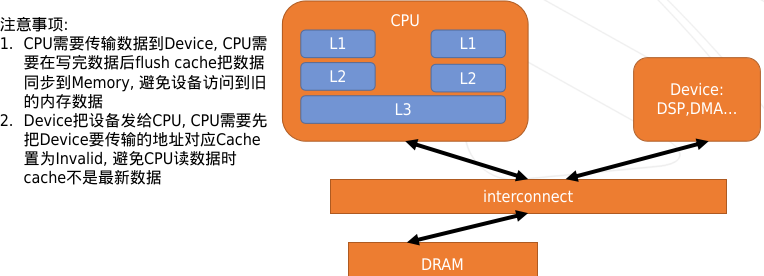 注意事项:
1. CPU需要传输数据到Device, CPU需
要在写完数据后flush cache把数据
同步到Memory, 避免设备访问到旧
的内存数据
2. Device把设备发给CPU, CPU需要先
把Device要传输的地址对应Cache
置为Invalid, 避免CPU读数据时
cache不是最新数据
CPU
L1
L1
L2
L2
L3
Device:
DSP,DMA...
interconnect
DRAM